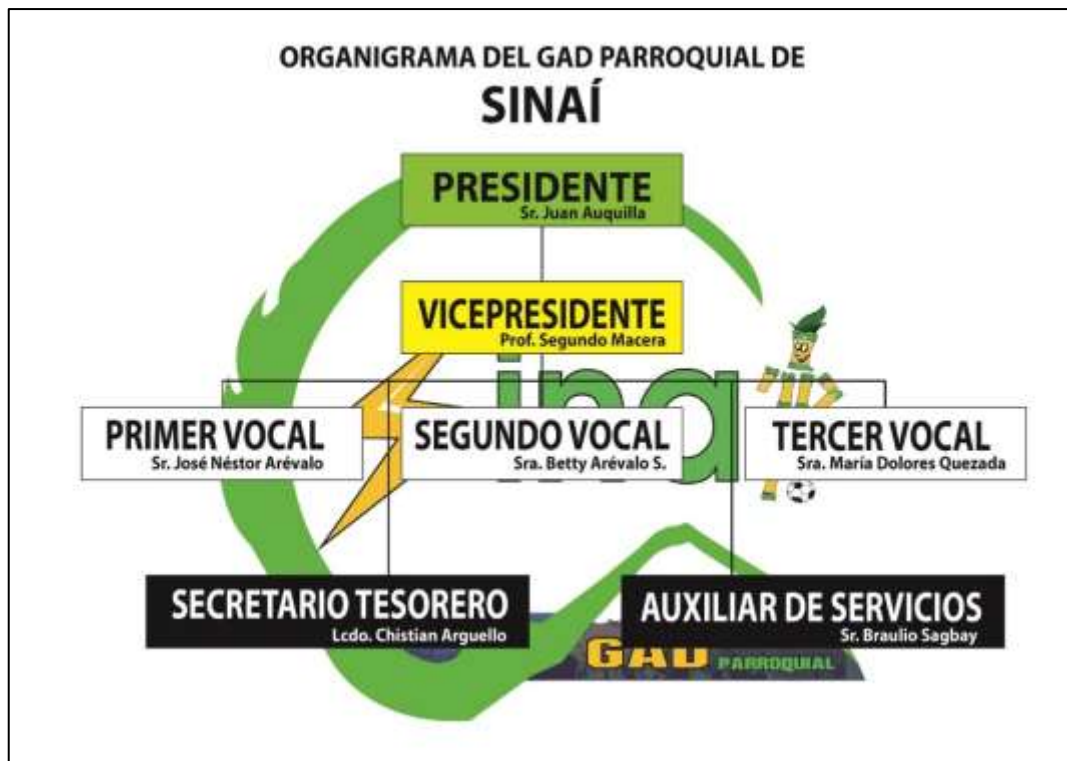 ORGANIGRAMA DEL GAD PARROQUIAL DE
SINAÍ
PRESIDENTE
Sr. Juan Auquilla
VICEPRESIDENTE
Prof. Segundo Macera
ina
PRIMER VOCAL
Sr. José Néstor Arévalo
SEGUNDO VOCAL
Sra. Betty Arévalo S.
TERCER VOCAL
Sra. María Dolores Quezada
SECRETARIO TESORERO
Lcdo. Chistian Arguello
AUXILIAR DE SERVICIOS
Sr. Braulio Sagbay
GAD PARROQUIAL